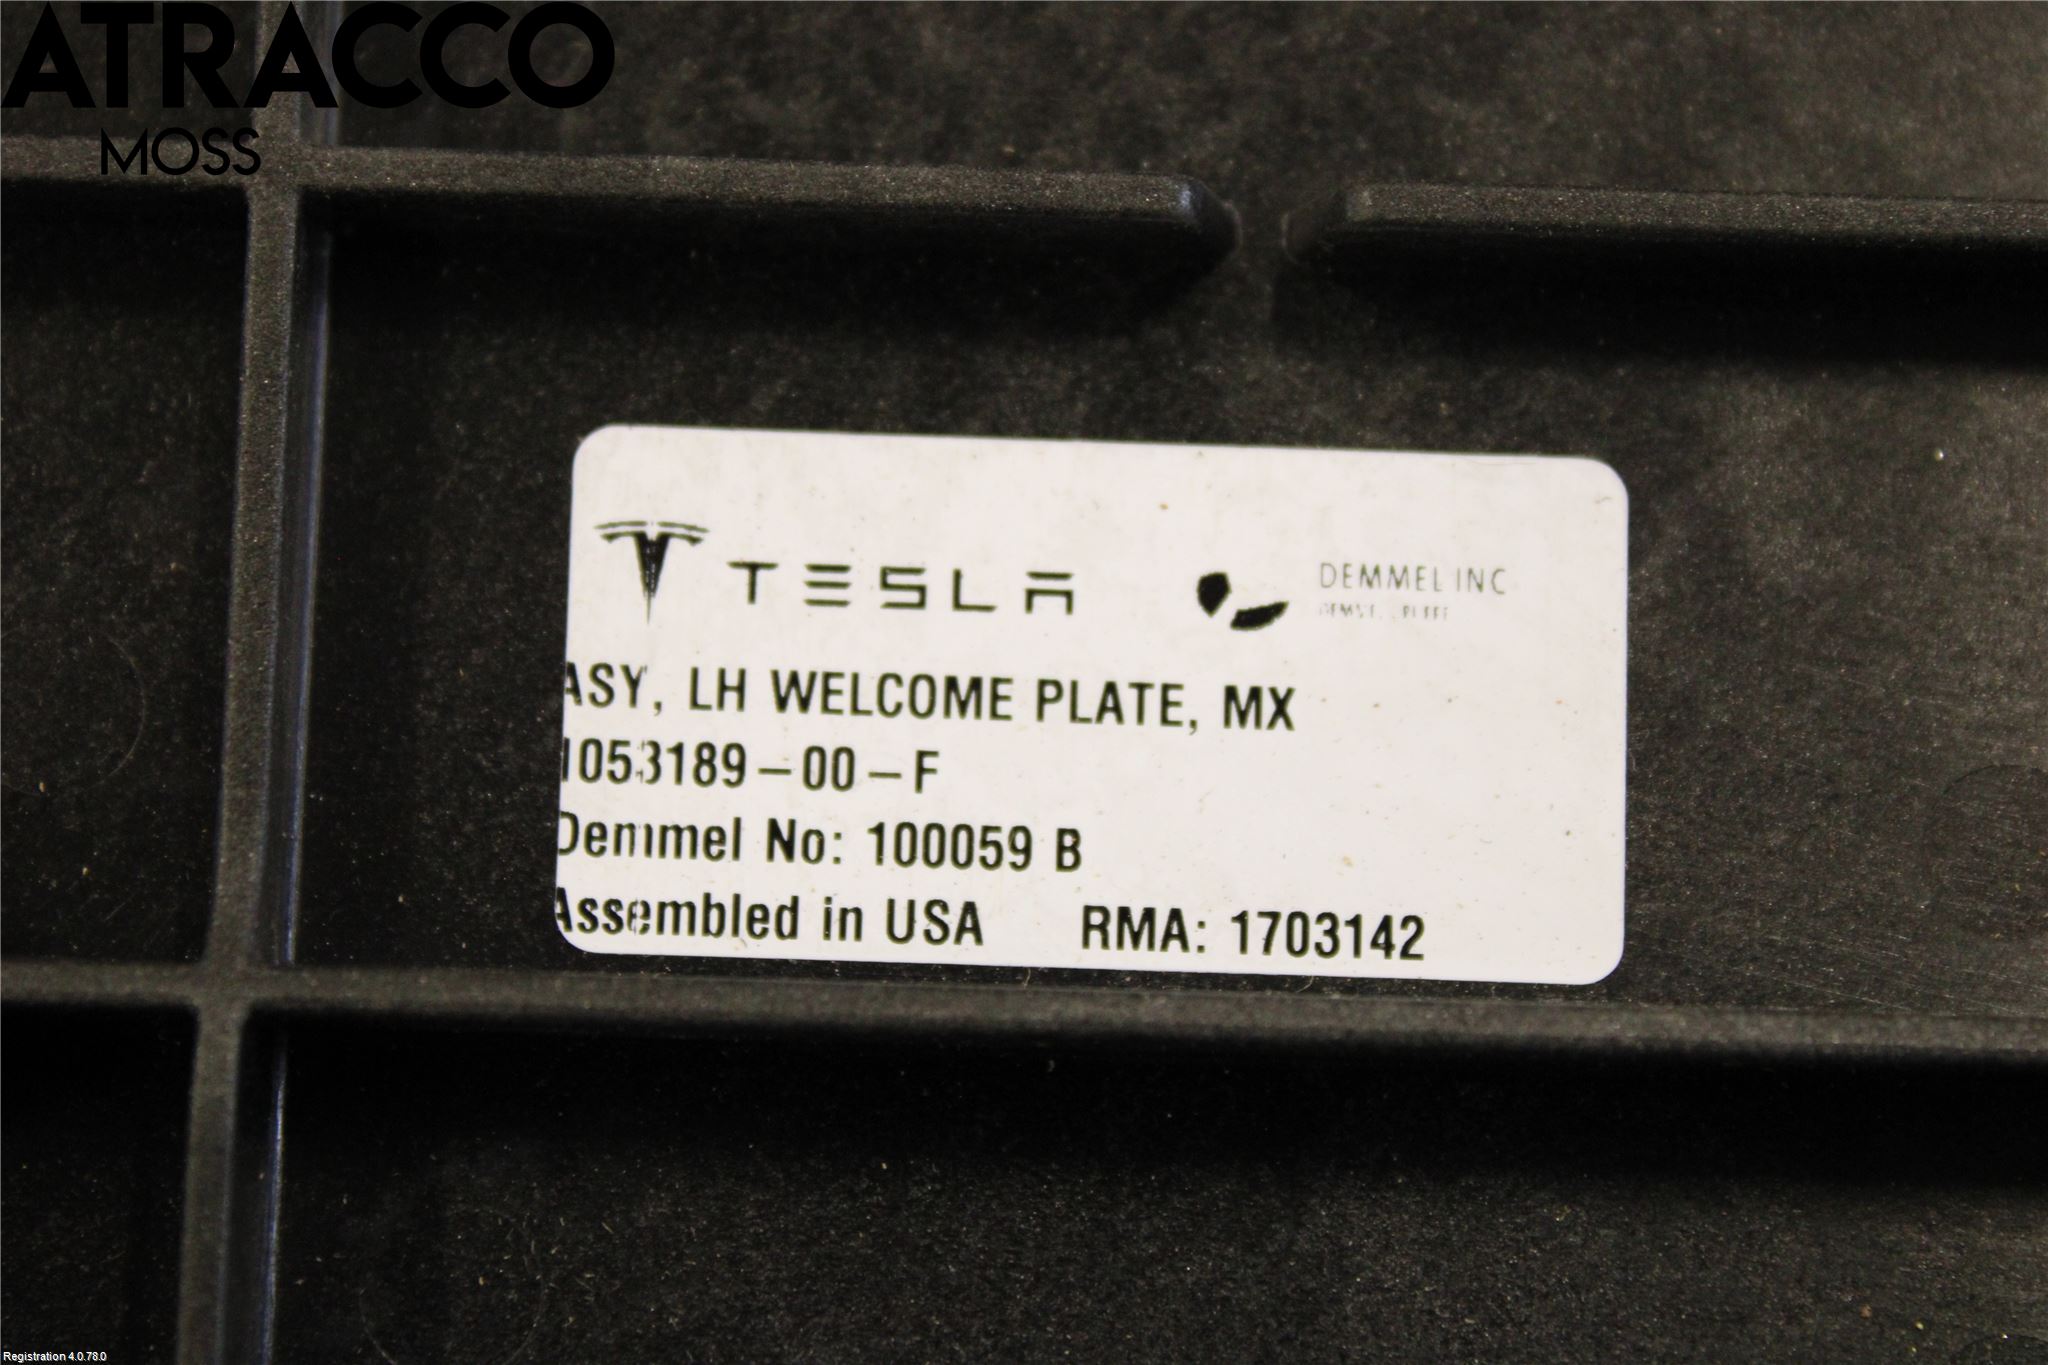 ATRACCO
MOSS
TESLA
DEMMEL INC
ASY, LH WELCOME PLATE, MX
1053189-00-F
Demmel No: 100059 B
Assembled in USA RMA: 1703142
Registration 4.0.78.0